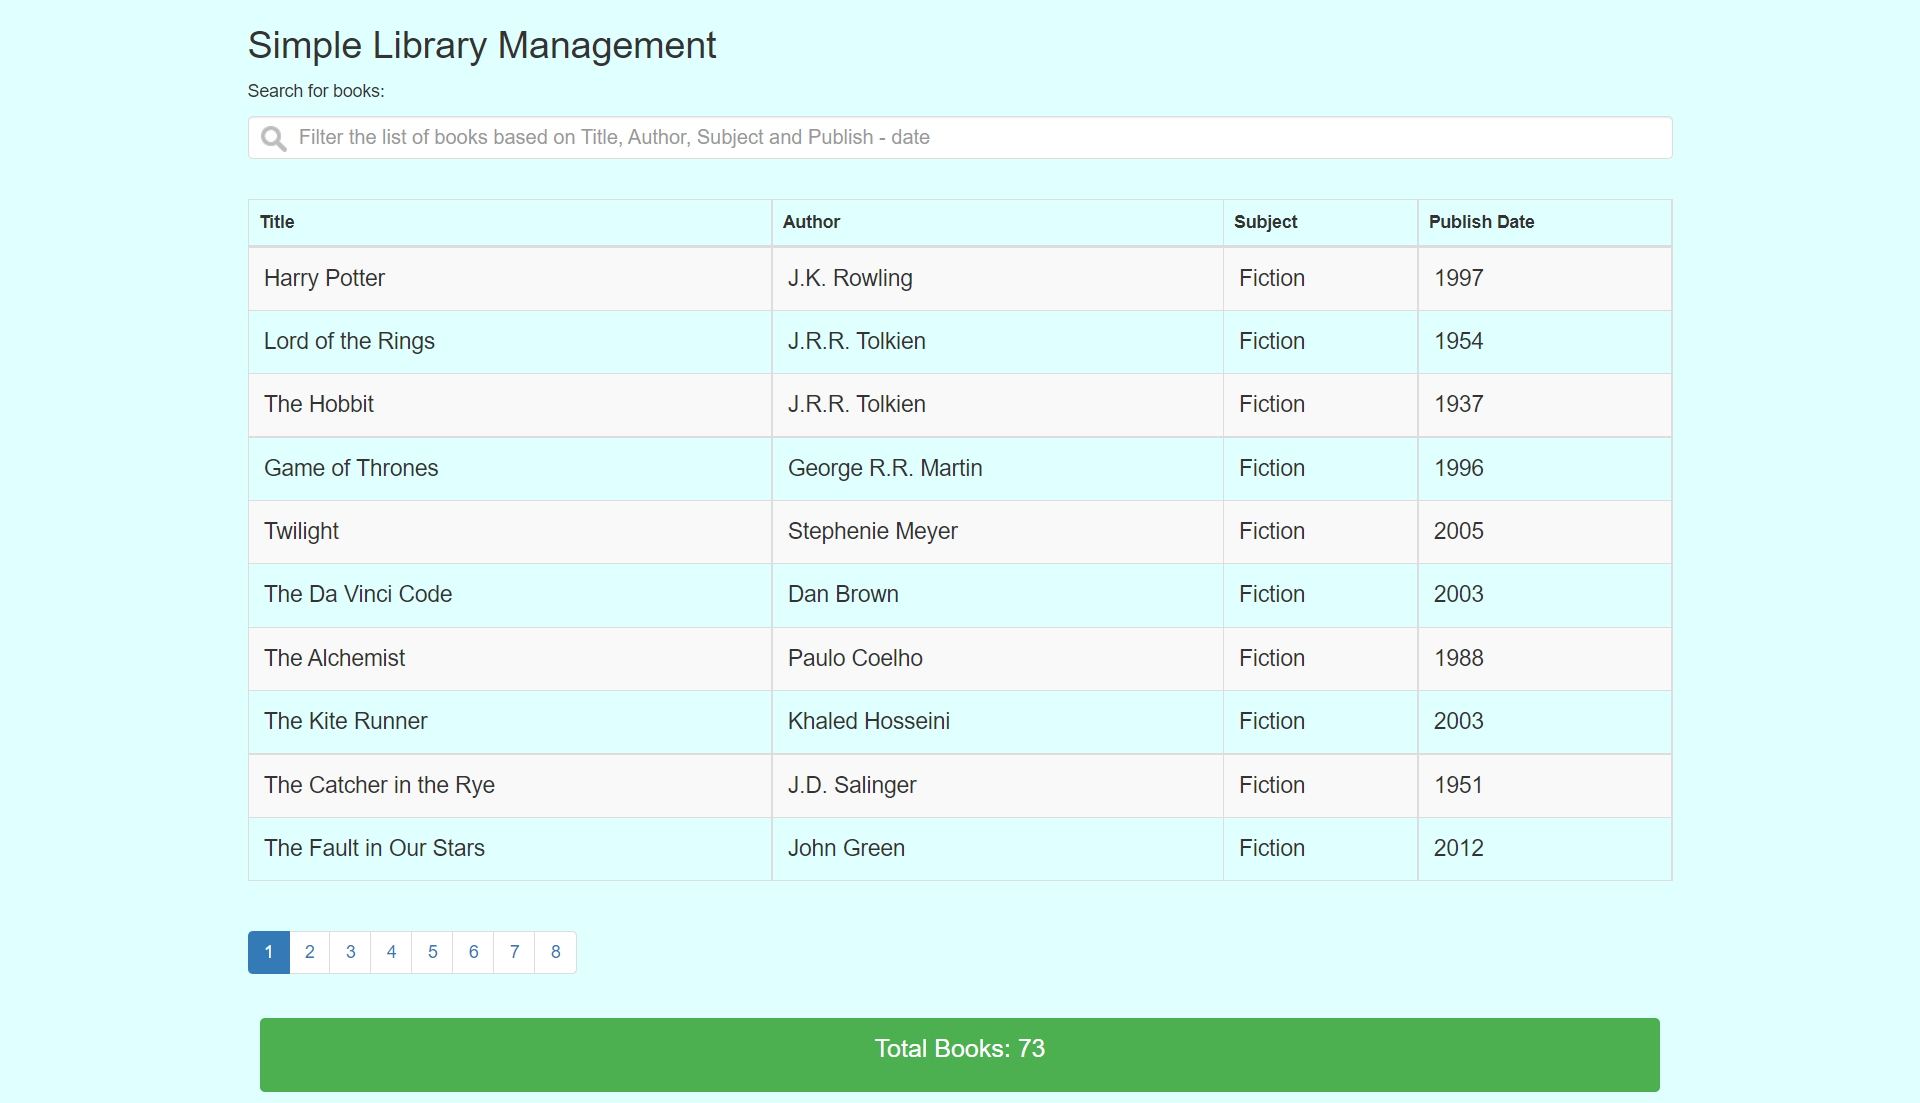 Simple Library Management
Search for books:
Filter the list of books based on Title, Author, Subject and Publish - date
Title Author Subject Publish Date
Harry Potter J.K. Rowling Fiction 1997
Lord of the Rings J.R.R. Tolkien Fiction 1954
The Hobbit J.R.R. Tolkien Fiction 1937
Game of Thrones George R.R. Martin Fiction 1996
Twilight Stephenie Meyer Fiction 2005
The Da Vinci Code Dan Brown Fiction 2003
The Alchemist Paulo Coelho Fiction 1988
The Kite Runner Khaled Hosseini Fiction 2003
The Catcher in the Rye J.D. Salinger Fiction 1951
The Fault in Our Stars John Green Fiction 2012
1 2 3 4 5 6 7 8
Total Books: 73